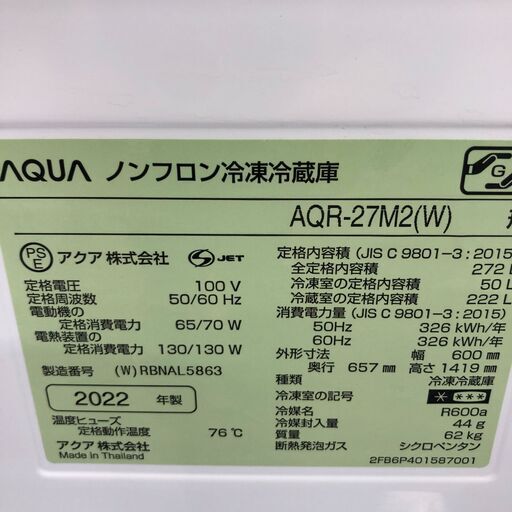 AQUA ノンフロン冷凍冷蔵庫
G
AQR-27M2(W)
PS
E
アクア 株式会社
JET
定格電圧 100 V
定格周波数 50/60 Hz
電動機の
定格消費電力 65/70 W
電熱装置の
定格消費電力 130/130 W
製造番号 (W)RBNAL5863
2022 年製
温度ヒューズ
定格動作温度 76℃
アクア 株式会社
Made in Thailand
定格内容積 (JIS C 9801-3 : 2015
全定格内容積 272 L
冷凍室の定格内容積 50 L
冷蔵室の定格内容積 222 L
消費電力量 (JIS C 9801-3 : 2015)
50Hz 326 kWh/年
60Hz 326 kWh/年
外形寸法 幅 600 mm
奥行 657 mm 高さ 1419 mm
種類 冷凍冷蔵庫
冷凍室の記号 * ***
冷媒名 R600a
冷媒封入量 44 g
質量 62 kg
断熱発泡ガス シクロペンタン
2FB6P401587001